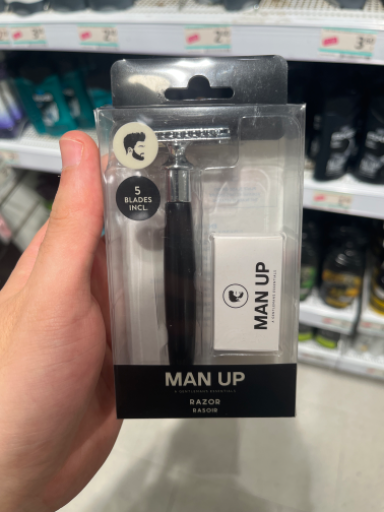 5
BLADES
INCL.
MAN UP
MAN UP
RAZOR
RASOIR